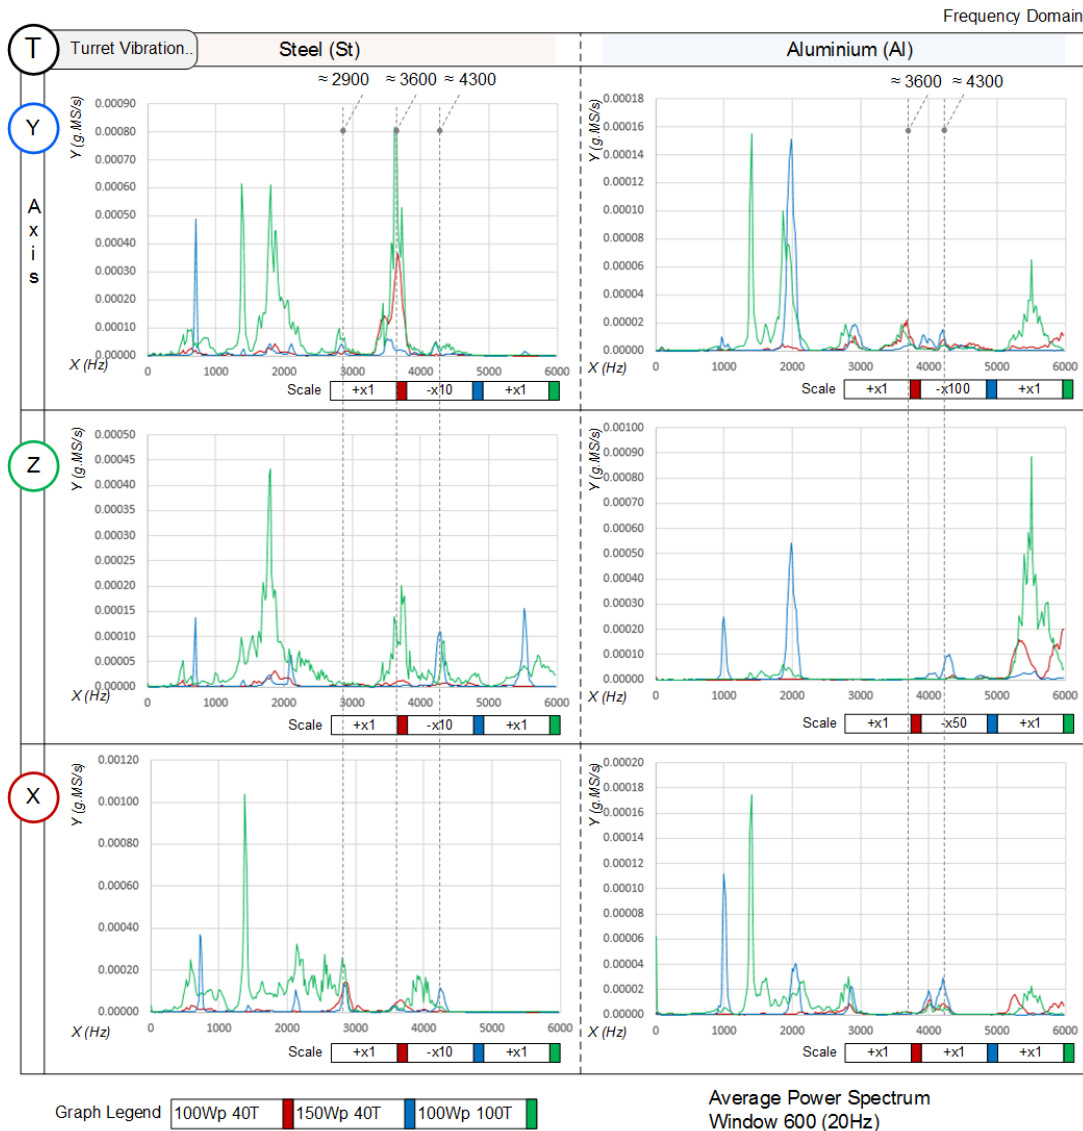 Frequency Domain
T Turret Vibration.. Steel (St) Aluminium (Al)
≈ 2900 ≈ 3600 ≈ 4300 ≈ 3600 ≈ 4300
Y
Axis
Y (g.MS/s)
0.00090
0.00080
0.00070
0.00060
0.00050
0.00040
0.00030
0.00020
0.00010
0.00000
X (Hz)
0 1000 2000 3000 4000 5000 6000
Scale +x1 -x10 +x1
Y (g.MS/s)
0.00018
0.00016
0.00014
0.00012
0.00010
0.00008
0.00006
0.00004
0.00002
0.00000
X (Hz)
0 1000 2000 3000 4000 5000 6000
Scale +x1 -x100 +x1
Z
Y (g.MS/s)
0.00050
0.00045
0.00040
0.00035
0.00030
0.00025
0.00020
0.00015
0.00010
0.00005
0.00000
X (Hz)
0 1000 2000 3000 4000 5000 6000
Scale +x1 -x10 +x1
Y (g.MS/s)
0.00100
0.00090
0.00080
0.00070
0.00060
0.00050
0.00040
0.00030
0.00020
0.00010
0.00000
X (Hz)
0 1000 2000 3000 4000 5000 6000
Scale +x1 -x50 +x1
X
Y (g.MS/s)
0.00120
0.00100
0.00080
0.00060
0.00040
0.00020
0.00000
X (Hz)
0 1000 2000 3000 4000 5000 6000
Scale +x1 -x10 +x1
Y (g.MS/s)
0.00020
0.00018
0.00016
0.00014
0.00012
0.00010
0.00008
0.00006
0.00004
0.00002
0.00000
X (Hz)
0 1000 2000 3000 4000 5000 6000
Scale +x1 +x1 +x1
Graph Legend 100Wp 40T 150Wp 40T 100Wp 100T
Average Power Spectrum
Window 600 (20Hz)